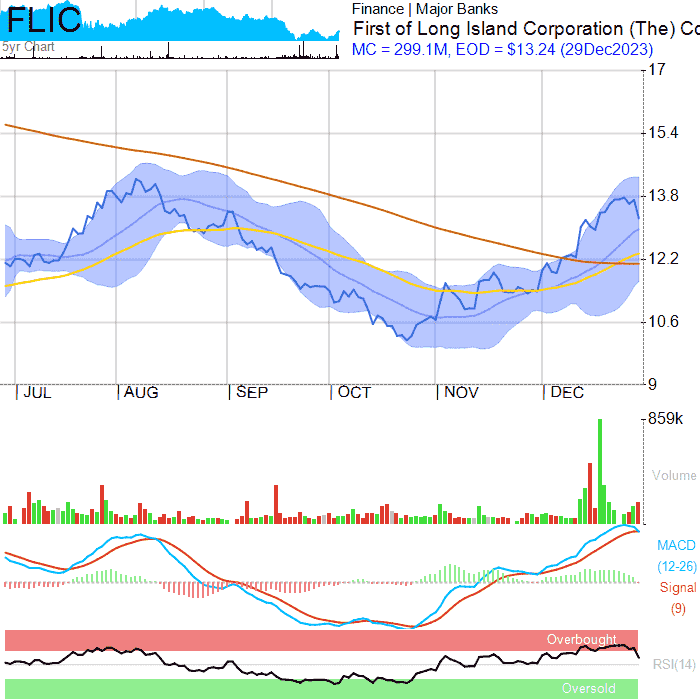 FLIC
5yr Chart
Finance | Major Banks
First of Long Island Corporation (The) Co
MC = 299.1M, EOD = $13.24 (29Dec2023)
17
15.4
13.8
12.2
10.6
9
JUL AUG SEP OCT NOV DEC
859k
Volume
MACD
(12-26)
Signal
(9)
Overbought
RSI(14)
Oversold